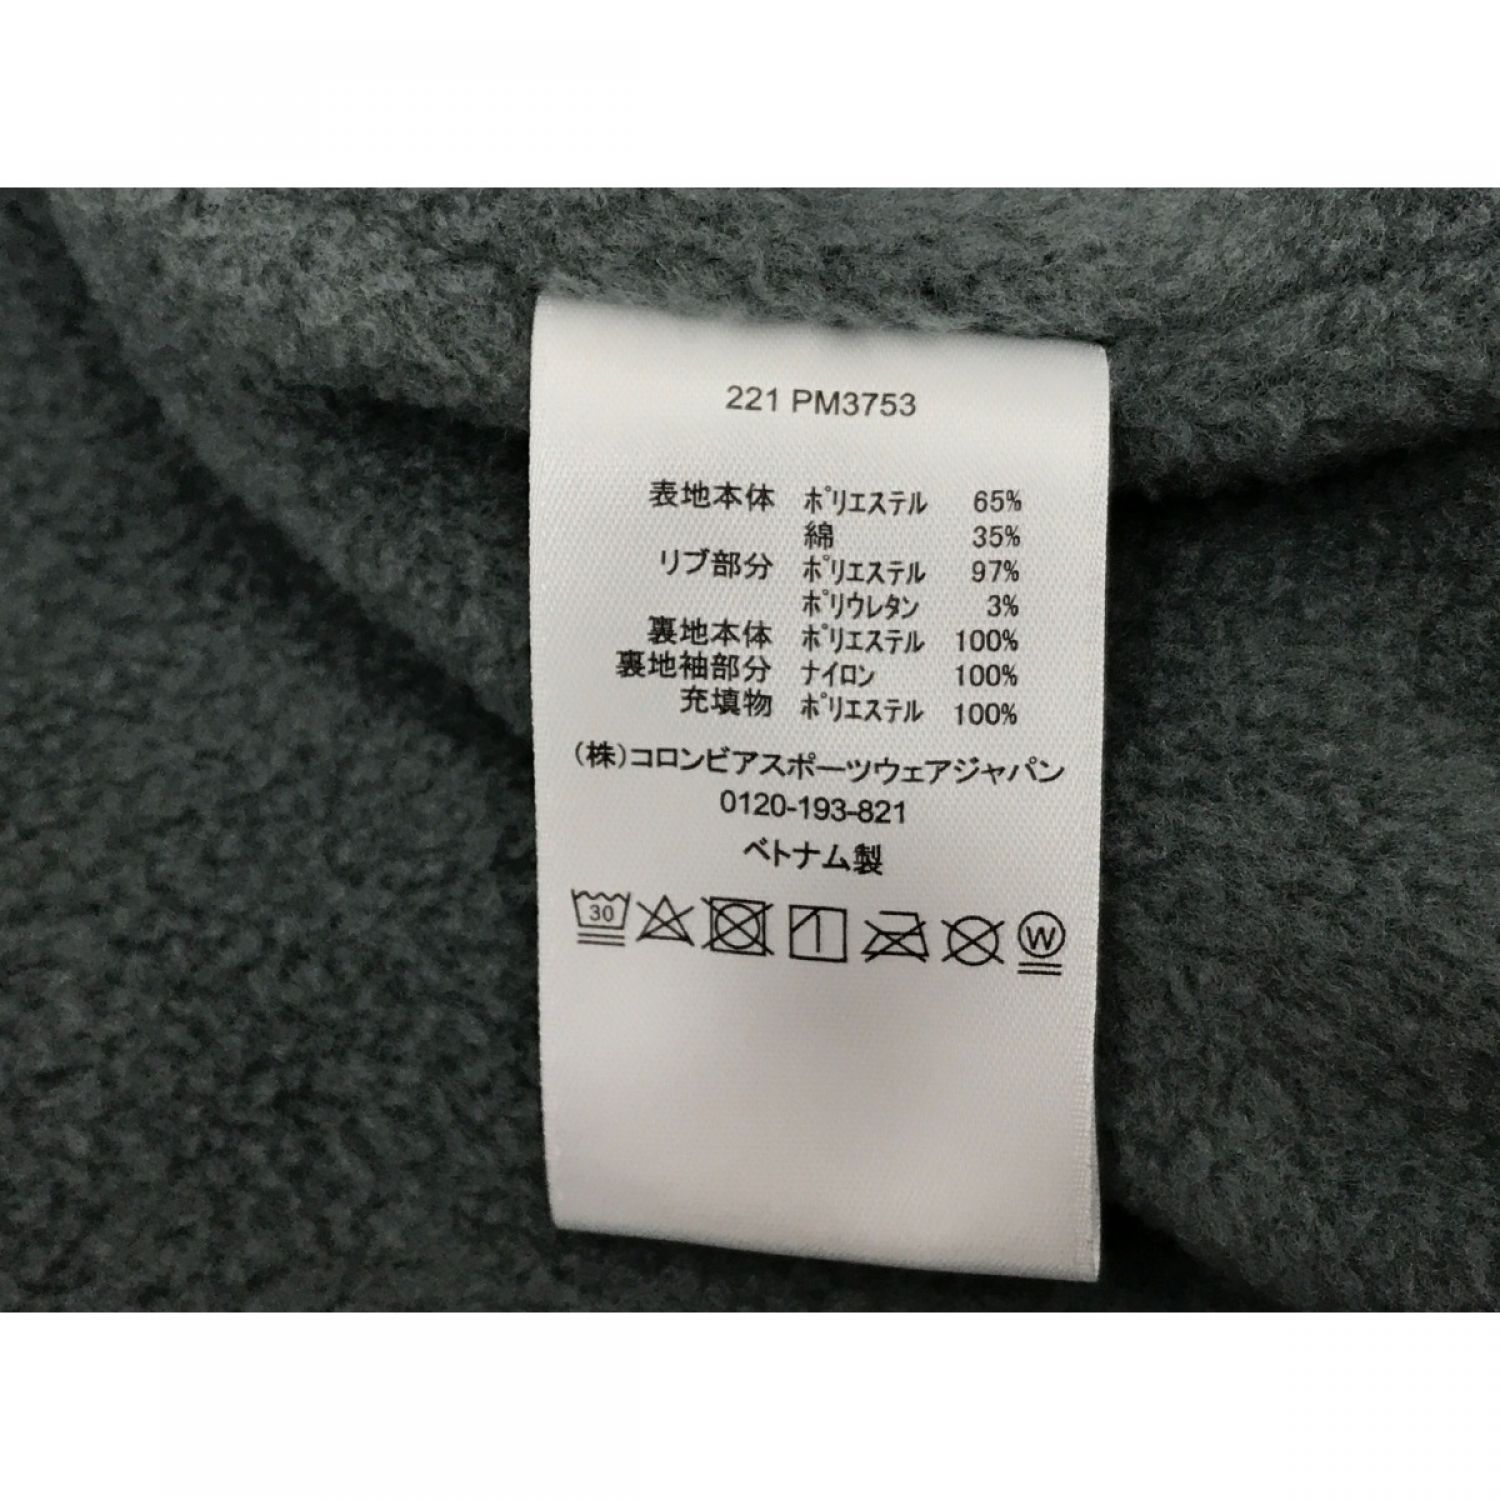 221 PM3753
表地本体 ポリエステル 65%
綿 35%
リブ部分 ポリエステル 97%
ポリウレタン 3%
裏地本体 ポリエステル 100%
裏地袖部分 ナイロン 100%
充填物 ポリエステル 100%
(株)コロンビアスポーツウェアジャパン
0120-193-821
ベトナム製
30 W